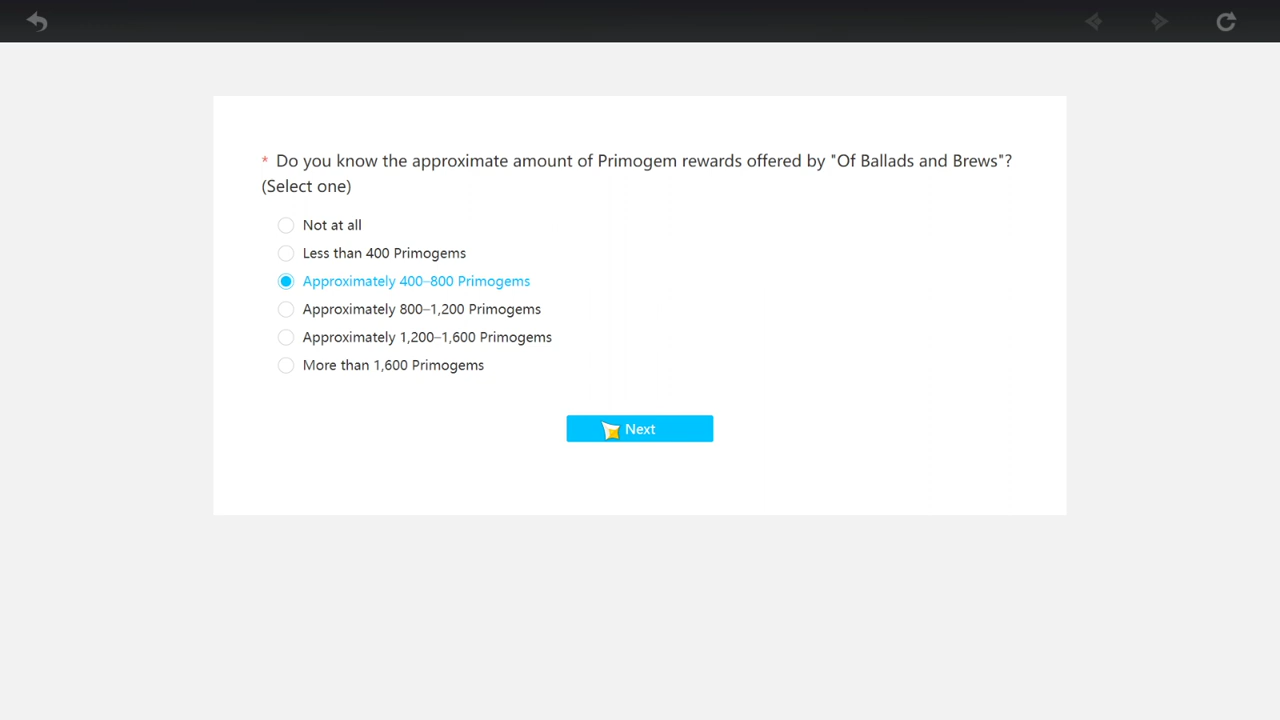 * Do you know the approximate amount of Primogem rewards offered by "Of Ballads and Brews"?
(Select one)
Not at all
Less than 400 Primogems
Approximately 400–800 Primogems
Approximately 800–1,200 Primogems
Approximately 1,200–1,600 Primogems
More than 1,600 Primogems
Next